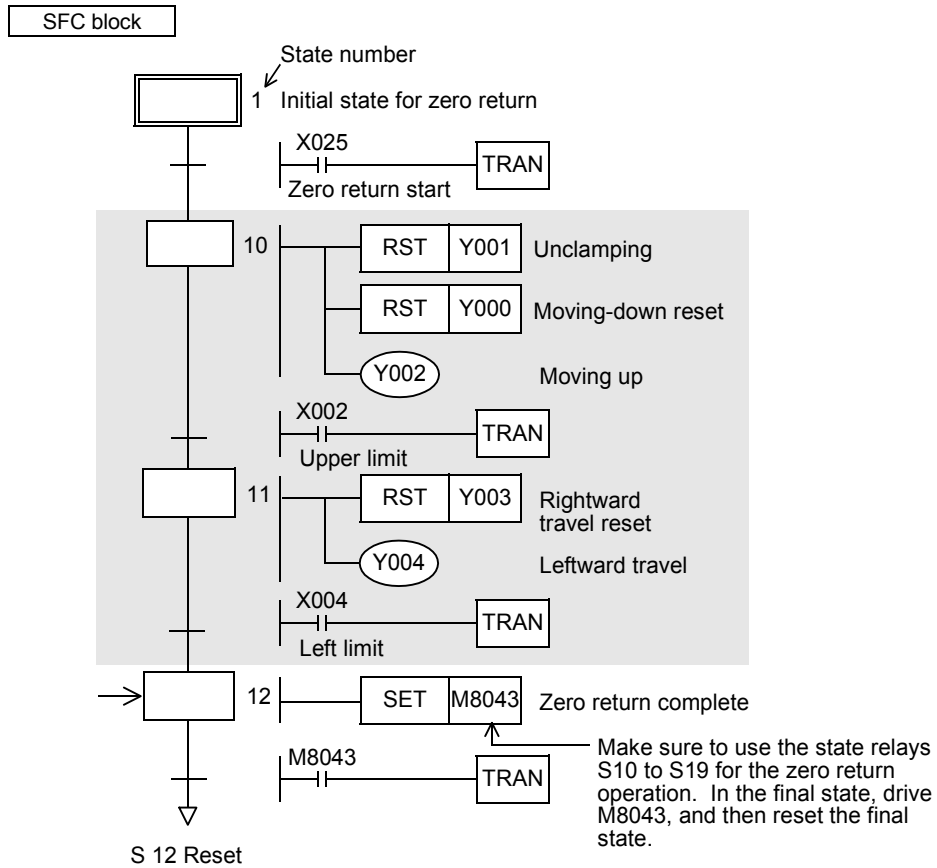 SFC block
State number
1 Initial state for zero return
X025
TRAN
Zero return start
10 RST Y001 Unclamping
RST Y000 Moving-down reset
Y002 Moving up
X002
TRAN
Upper limit
11 RST Y003 Rightward
travel reset
Y004 Leftward travel
X004
TRAN
Left limit
12 SET M8043 Zero return complete
M8043
TRAN
Make sure to use the state relays
S10 to S19 for the zero return
operation. In the final state, drive
M8043, and then reset the final
state.
S 12 Reset